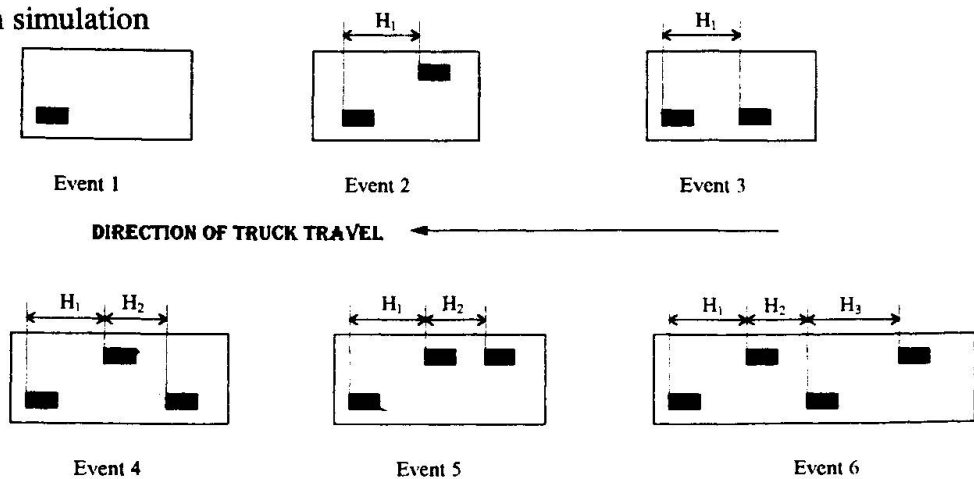 simulation
H₁
H₁
Event 1
Event 2
Event 3
DIRECTION OF TRUCK TRAVEL
H₁ H₂
H₁ H₂
H₁ H₂ H₃
Event 4
Event 5
Event 6